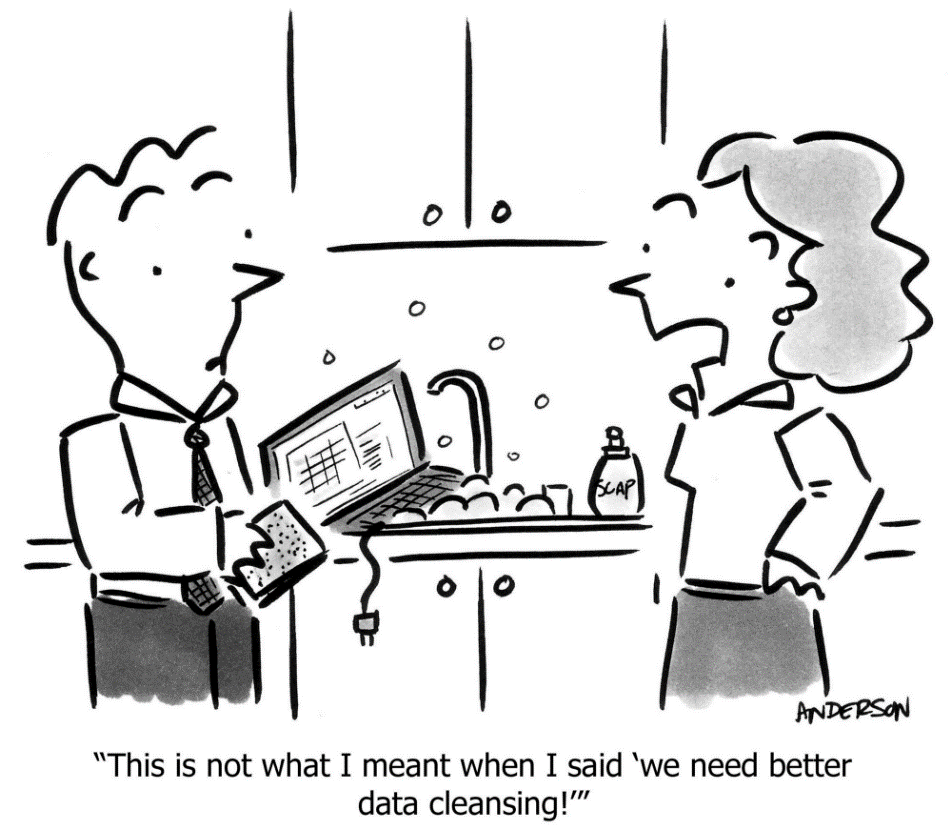 SOAP
ANDERSON
“This is not what I meant when I said ‘we need better
data cleansing!’”